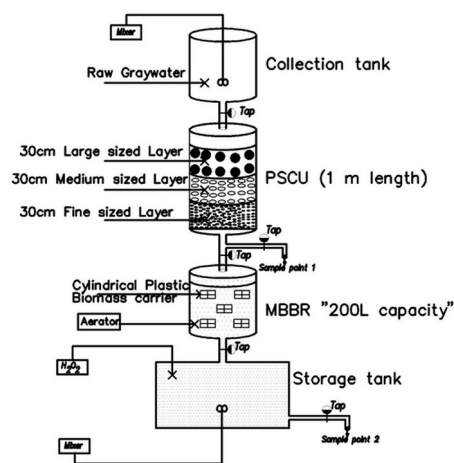 Mixer
Collection tank
Raw Graywater
Tap
30cm Large sized Layer
30cm Medium sized Layer
PSCU (1 m length)
30cm Fine sized Layer
Tap
Tap
Sample point 1
Cylindrical Plastic
Biomass carrier
MBBR "200L capacity"
Aerator
Tap
H₂O₂
Storage tank
Tap
Sample point 2
Mixer